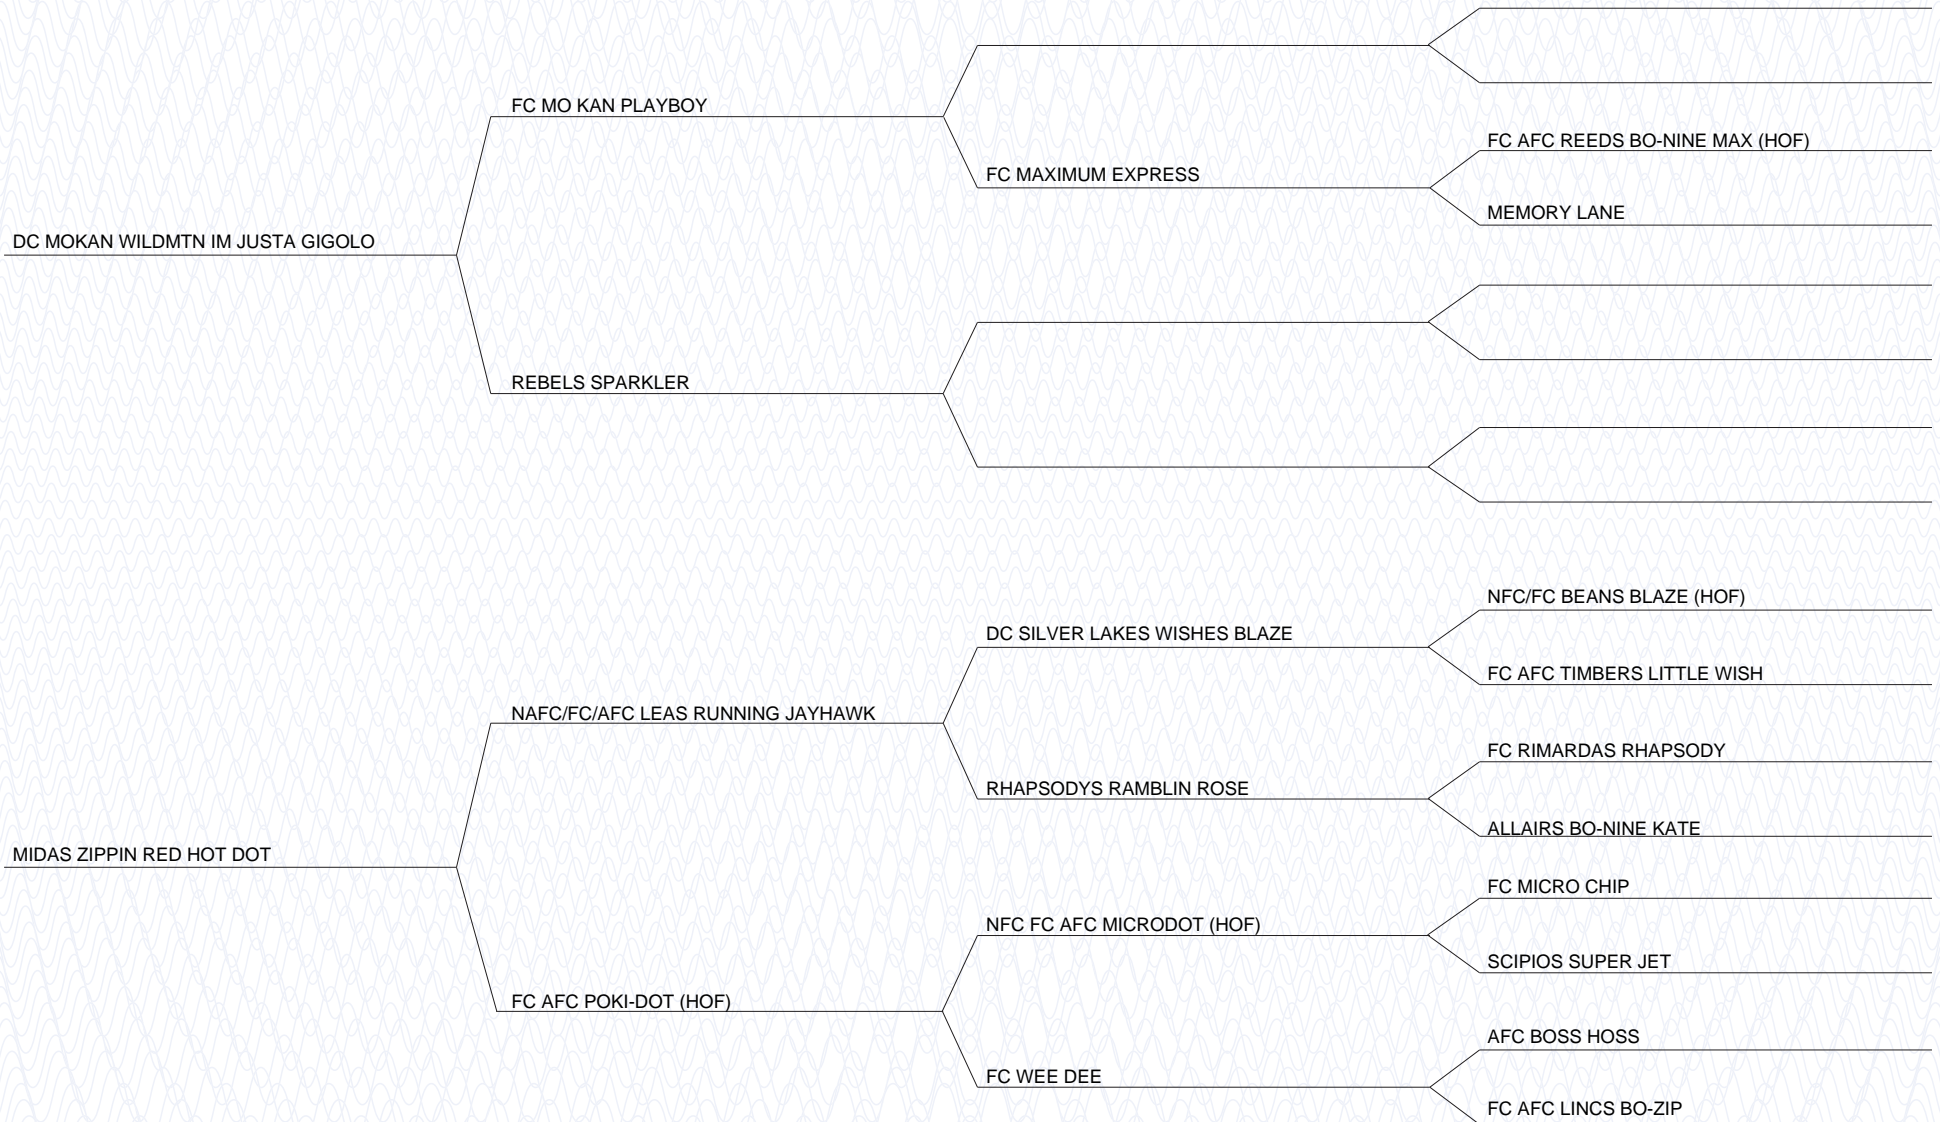 FC MO KAN PLAYBOY
FC AFC REEDS BO-NINE MAX (HOF)
FC MAXIMUM EXPRESS
MEMORY LANE
DC MOKAN WILDMTN IM JUSTA GIGOLO
REBELS SPARKLER
NFC/FC BEANS BLAZE (HOF)
DC SILVER LAKES WISHES BLAZE
FC AFC TIMBERS LITTLE WISH
NAFC/FC/AFC LEAS RUNNING JAYHAWK
FC RIMARDAS RHAPSODY
RHAPSODYS RAMBLIN ROSE
ALLAIRS BO-NINE KATE
MIDAS ZIPPIN RED HOT DOT
FC MICRO CHIP
NFC FC AFC MICRODOT (HOF)
SCIPIOS SUPER JET
FC AFC POKI-DOT (HOF)
AFC BOSS HOSS
FC WEE DEE
FC AFC LINCS BO-ZIP